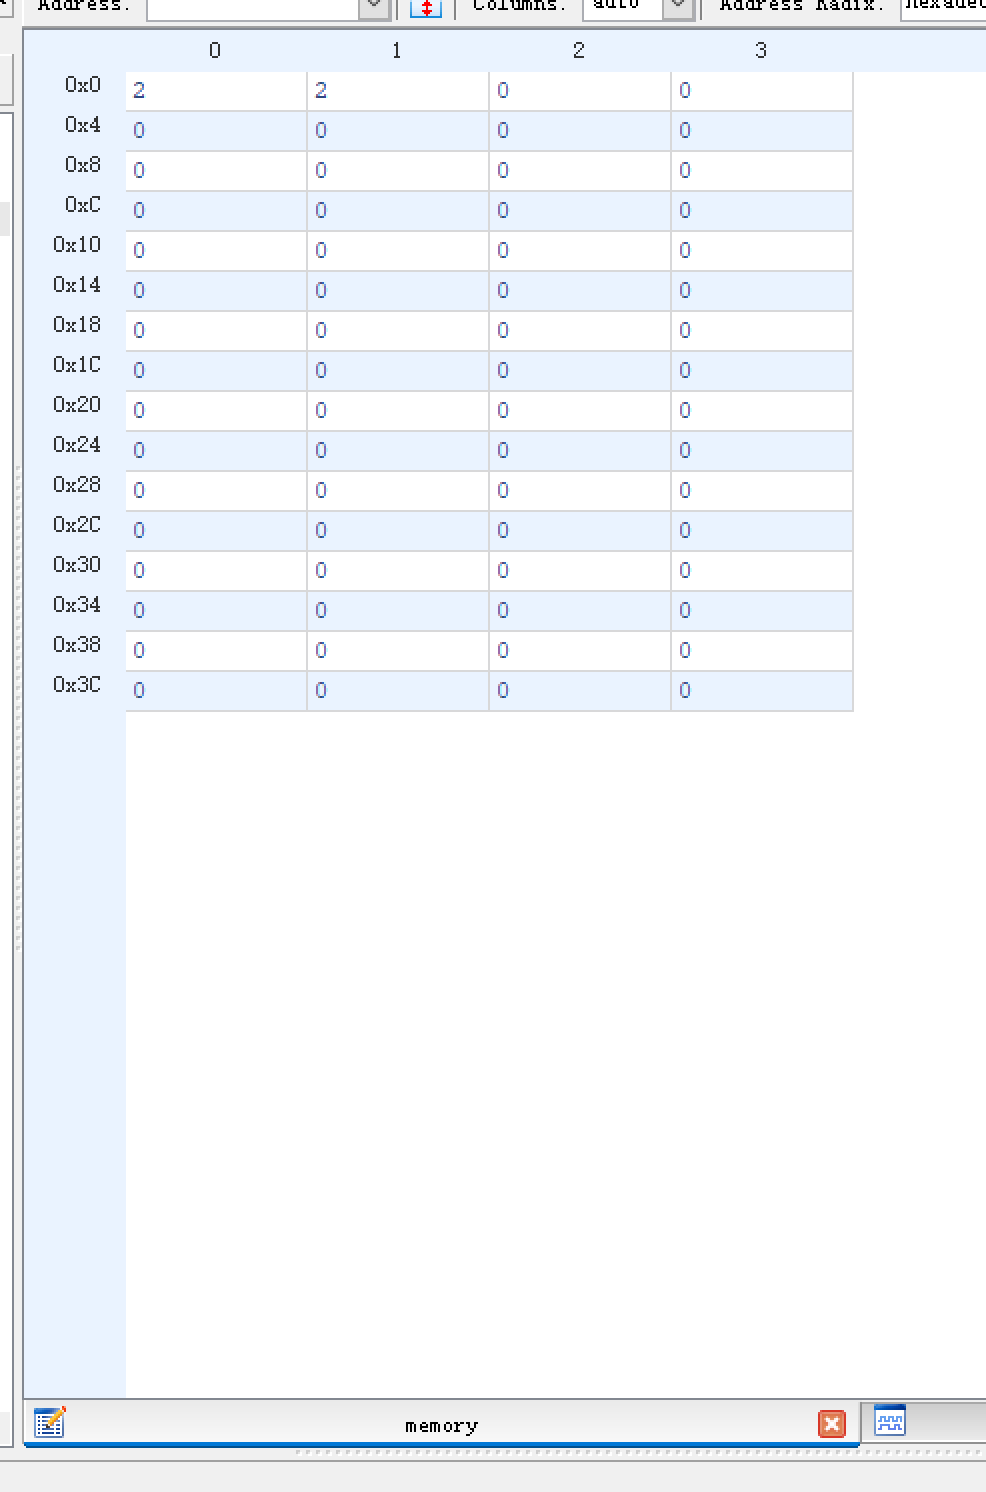 Address: Columns: auto Address Radix: Hexadec
0 1 2 3
0x0 2 2 0 0
0x4 0 0 0 0
0x8 0 0 0 0
0xC 0 0 0 0
0x10 0 0 0 0
0x14 0 0 0 0
0x18 0 0 0 0
0x1C 0 0 0 0
0x20 0 0 0 0
0x24 0 0 0 0
0x28 0 0 0 0
0x2C 0 0 0 0
0x30 0 0 0 0
0x34 0 0 0 0
0x38 0 0 0 0
0x3C 0 0 0 0
memory